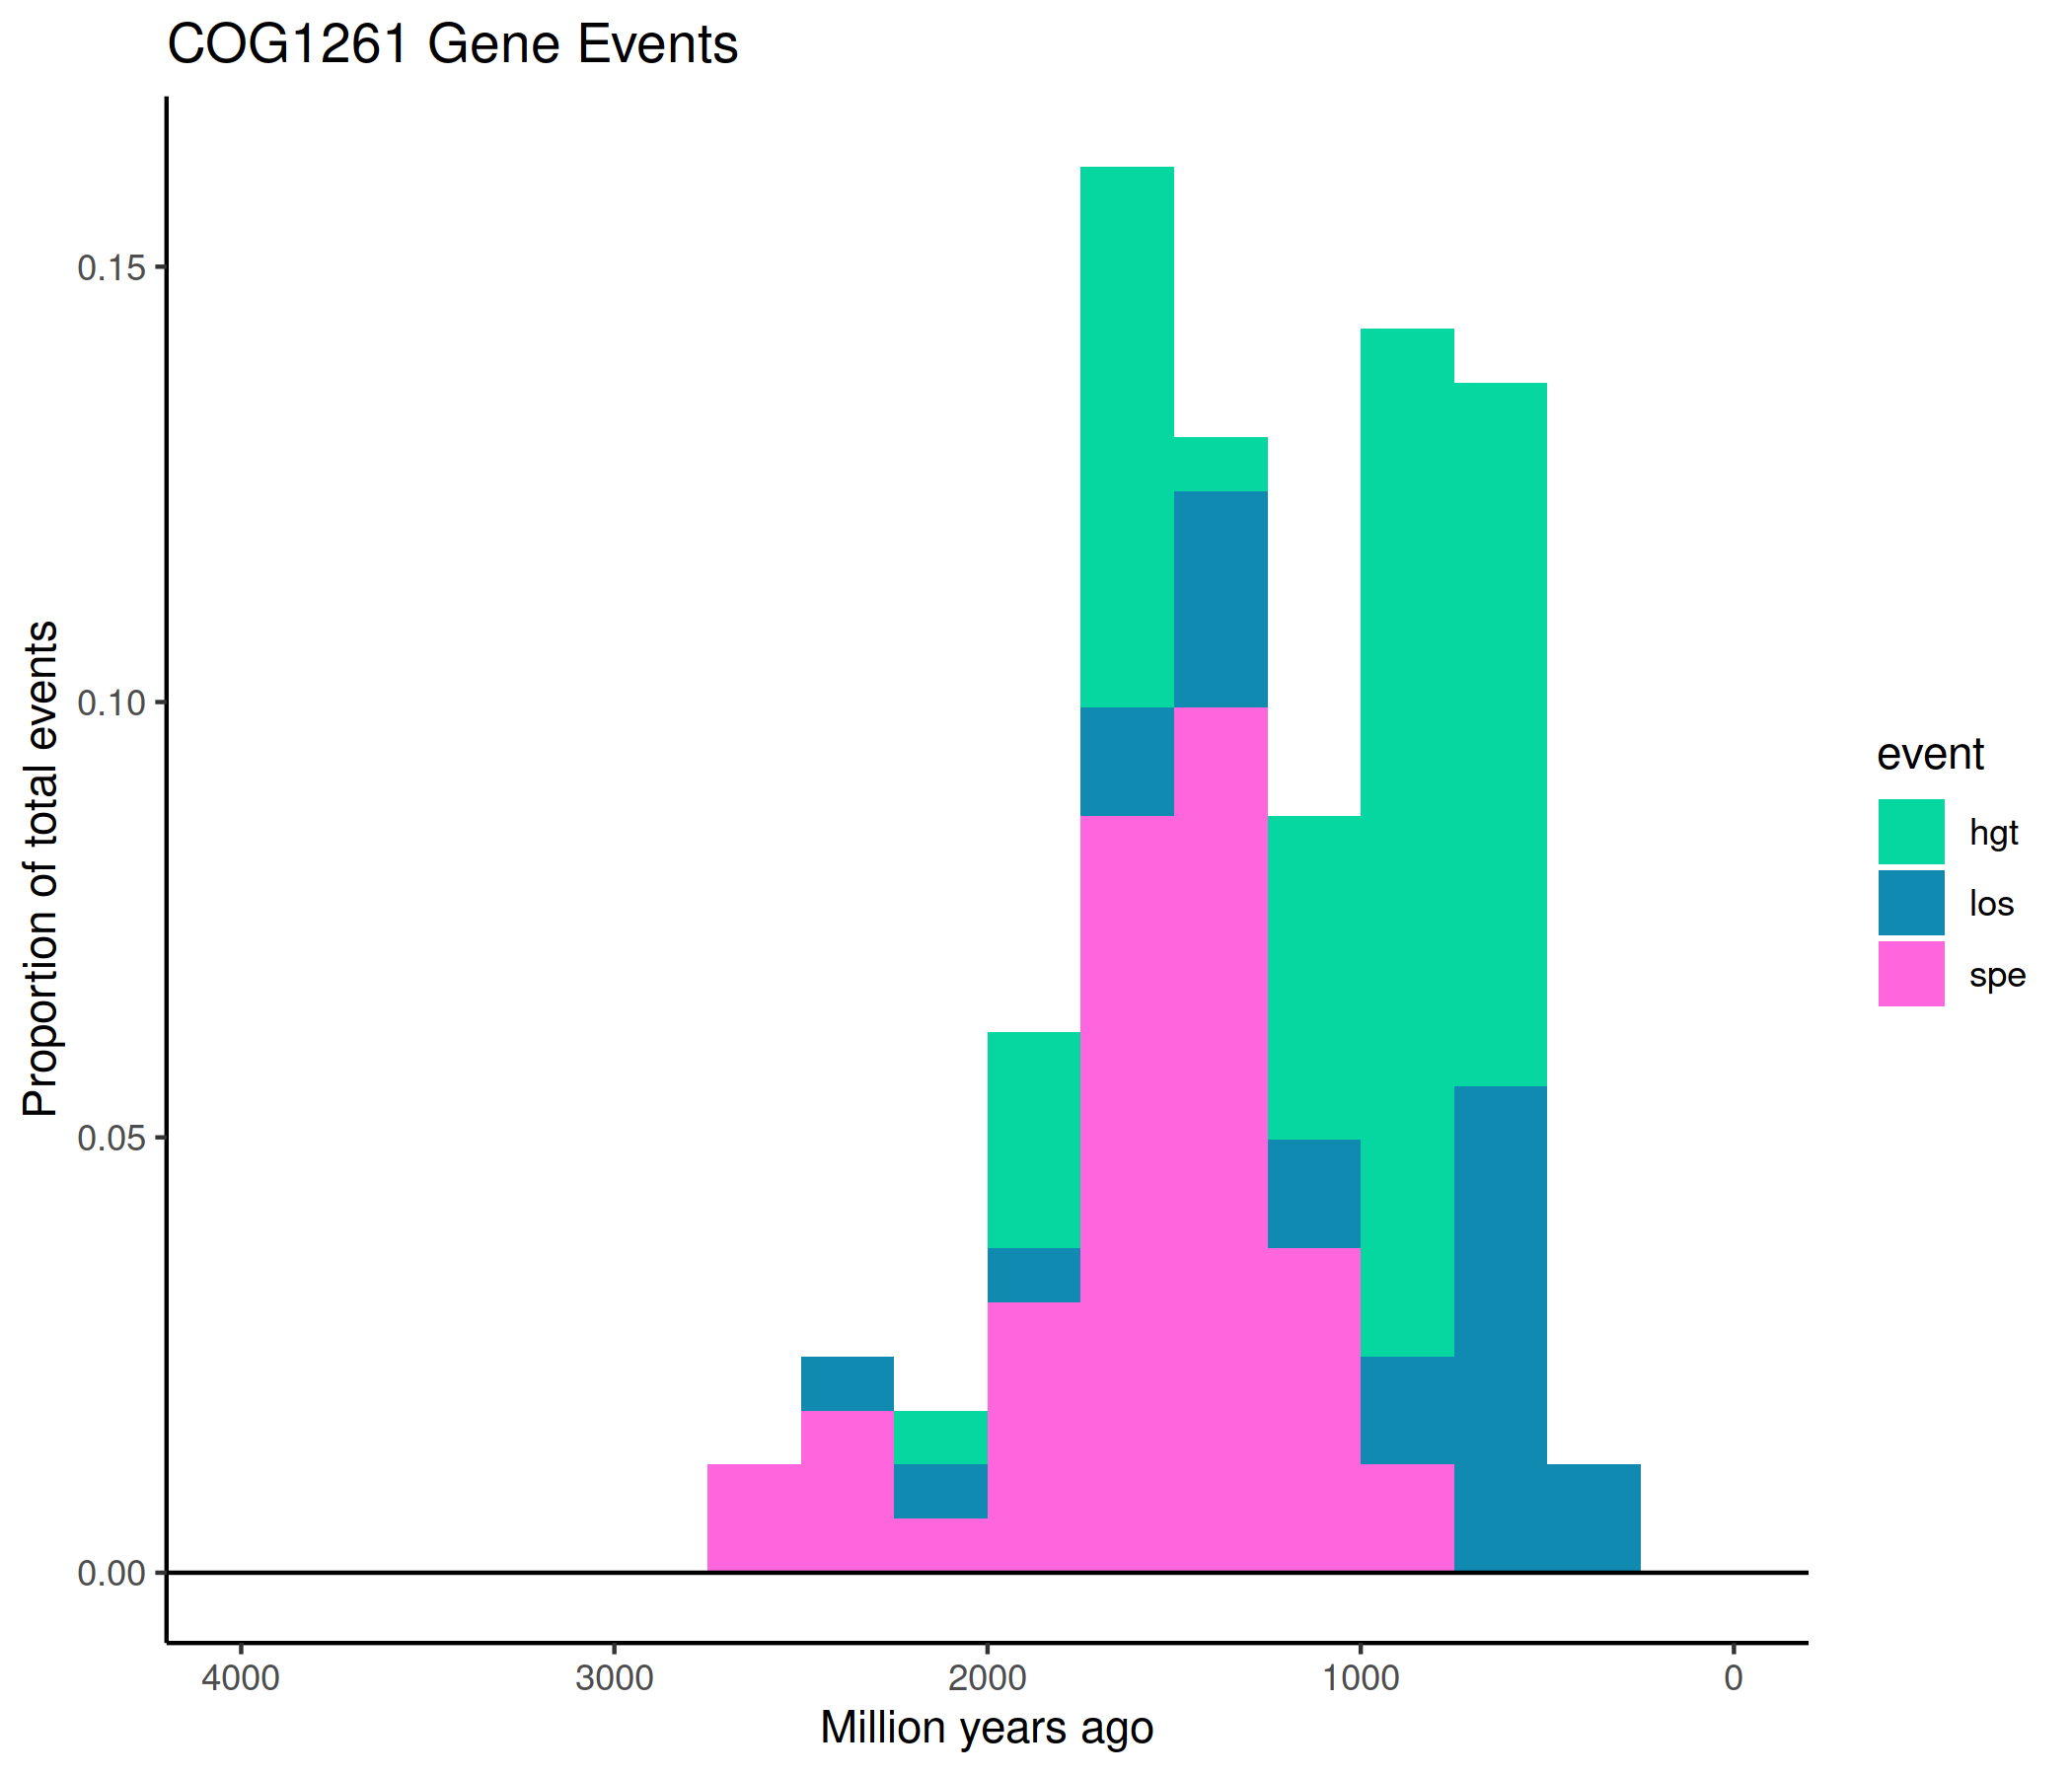 COG1261 Gene Events
Proportion of total events
0.15
0.10
0.05
0.00
4000 3000 2000 1000 0
Million years ago
event
hgt
los
spe